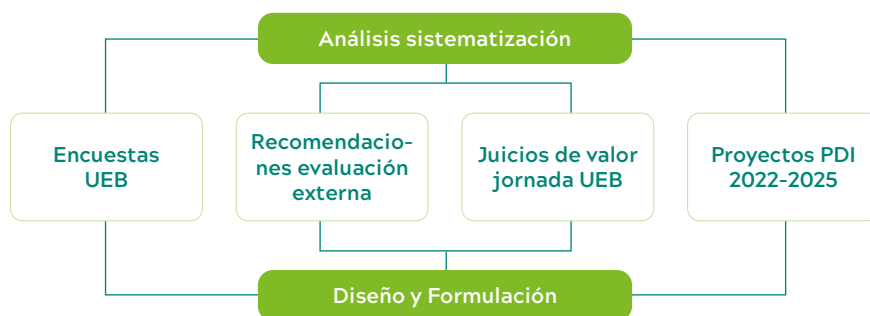 Análisis sistematización
Encuestas
UEB
Recomendacio-
nes evaluación
externa
Juicios de valor
jornada UEB
Proyectos PDI
2022-2025
Diseño y Formulación